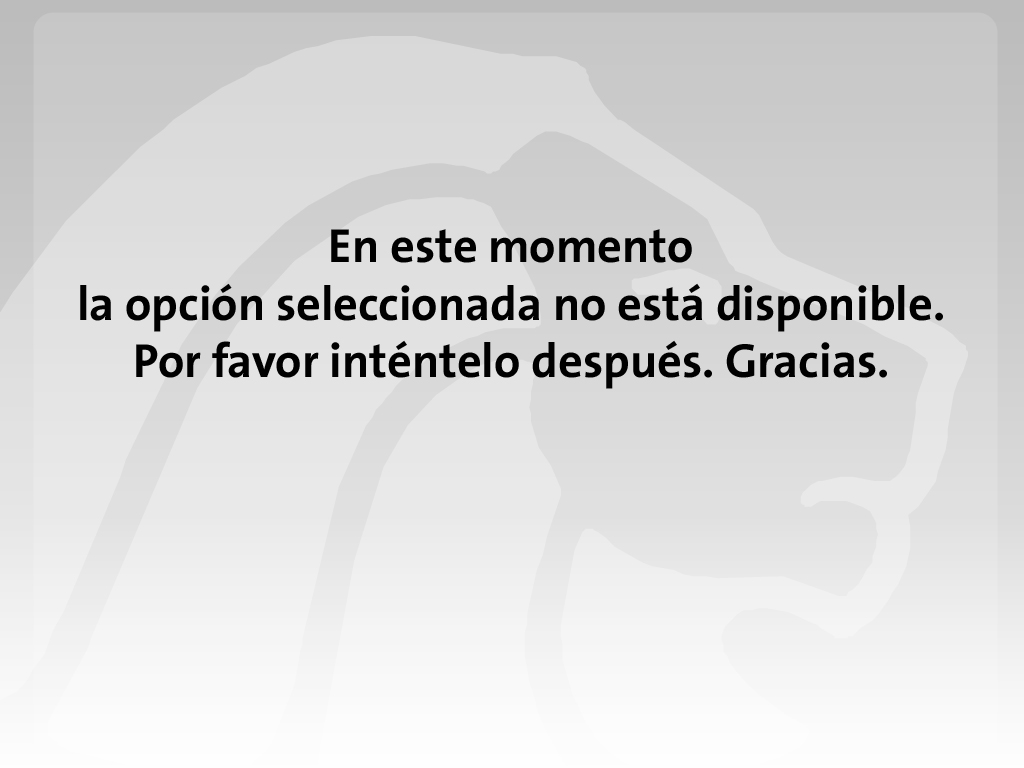 En este momento
la opción seleccionada no está disponible.
Por favor inténtelo después. Gracias.